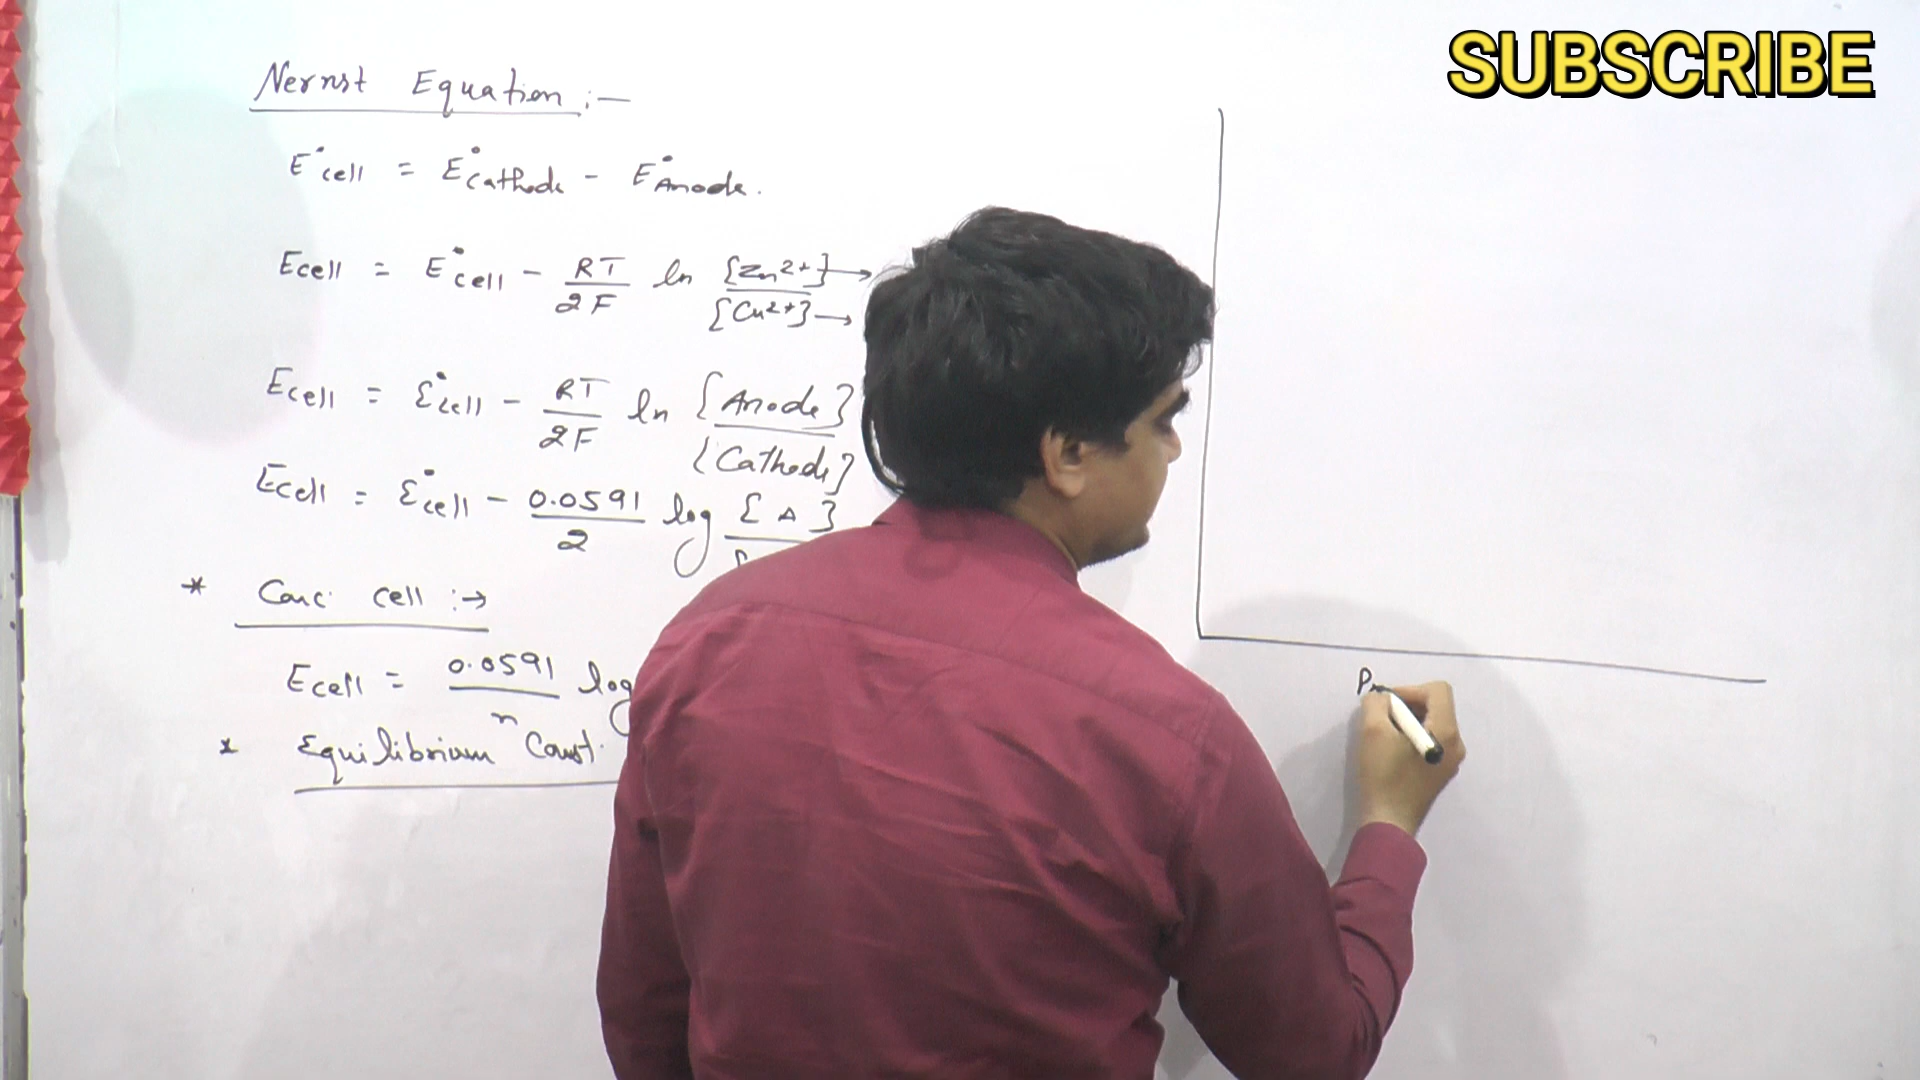 SUBSCRIBE
Nernst Equation :—
E°cell = E°Cathode - E°Anode.
Ecell = E°cell - RT/2F ln [Zn2+]→/[Cu2+]→
Ecell = E°cell - RT/2F ln [Anode]/[Cathode]
Ecell = E°cell - 0.0591/2 log [A]
* Conc. cell :→
Ecell = 0.0591/n log
* Equilibrium Const.